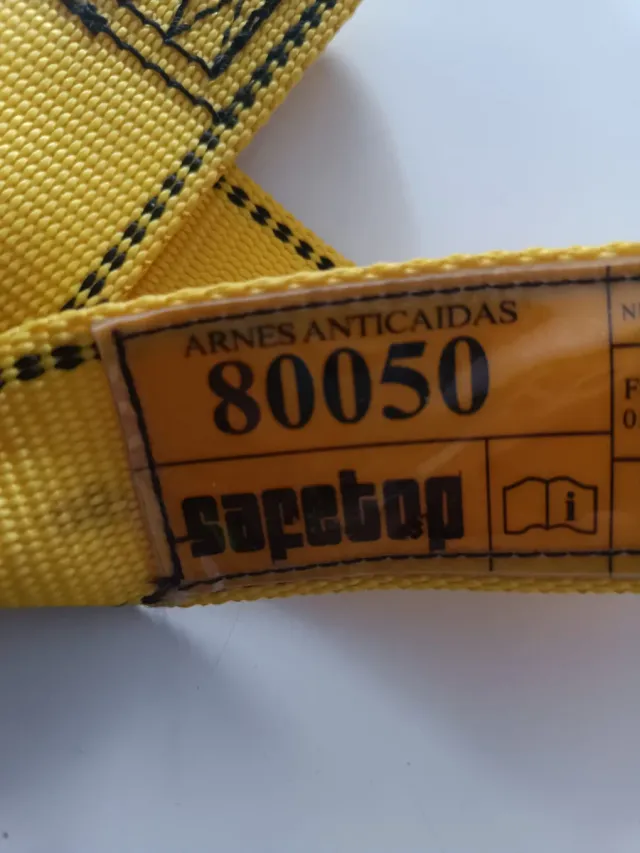 ARNES ANTICAIDAS
80050
safetop
i